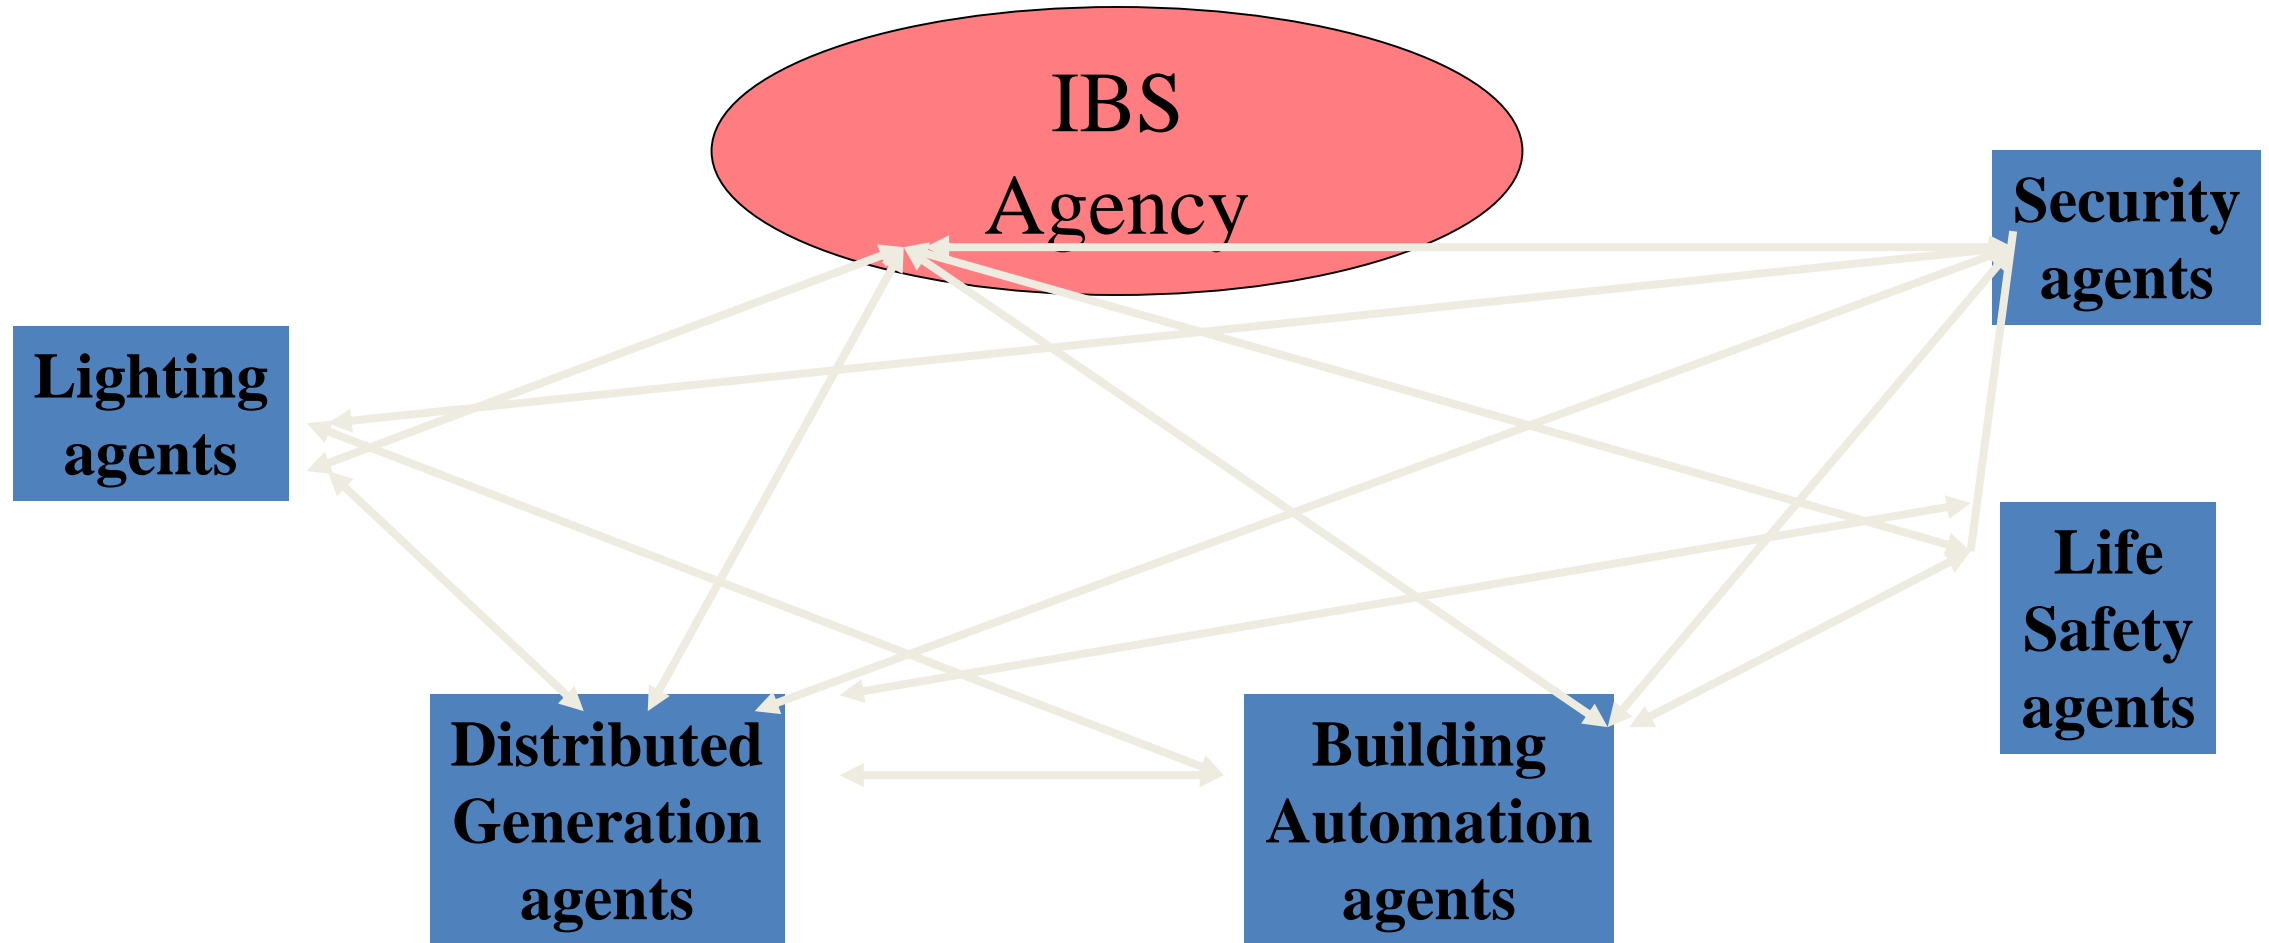 IBS
Agency
Security
agents
Lighting
agents
Life
Safety
agents
Distributed
Generation
agents
Building
Automation
agents